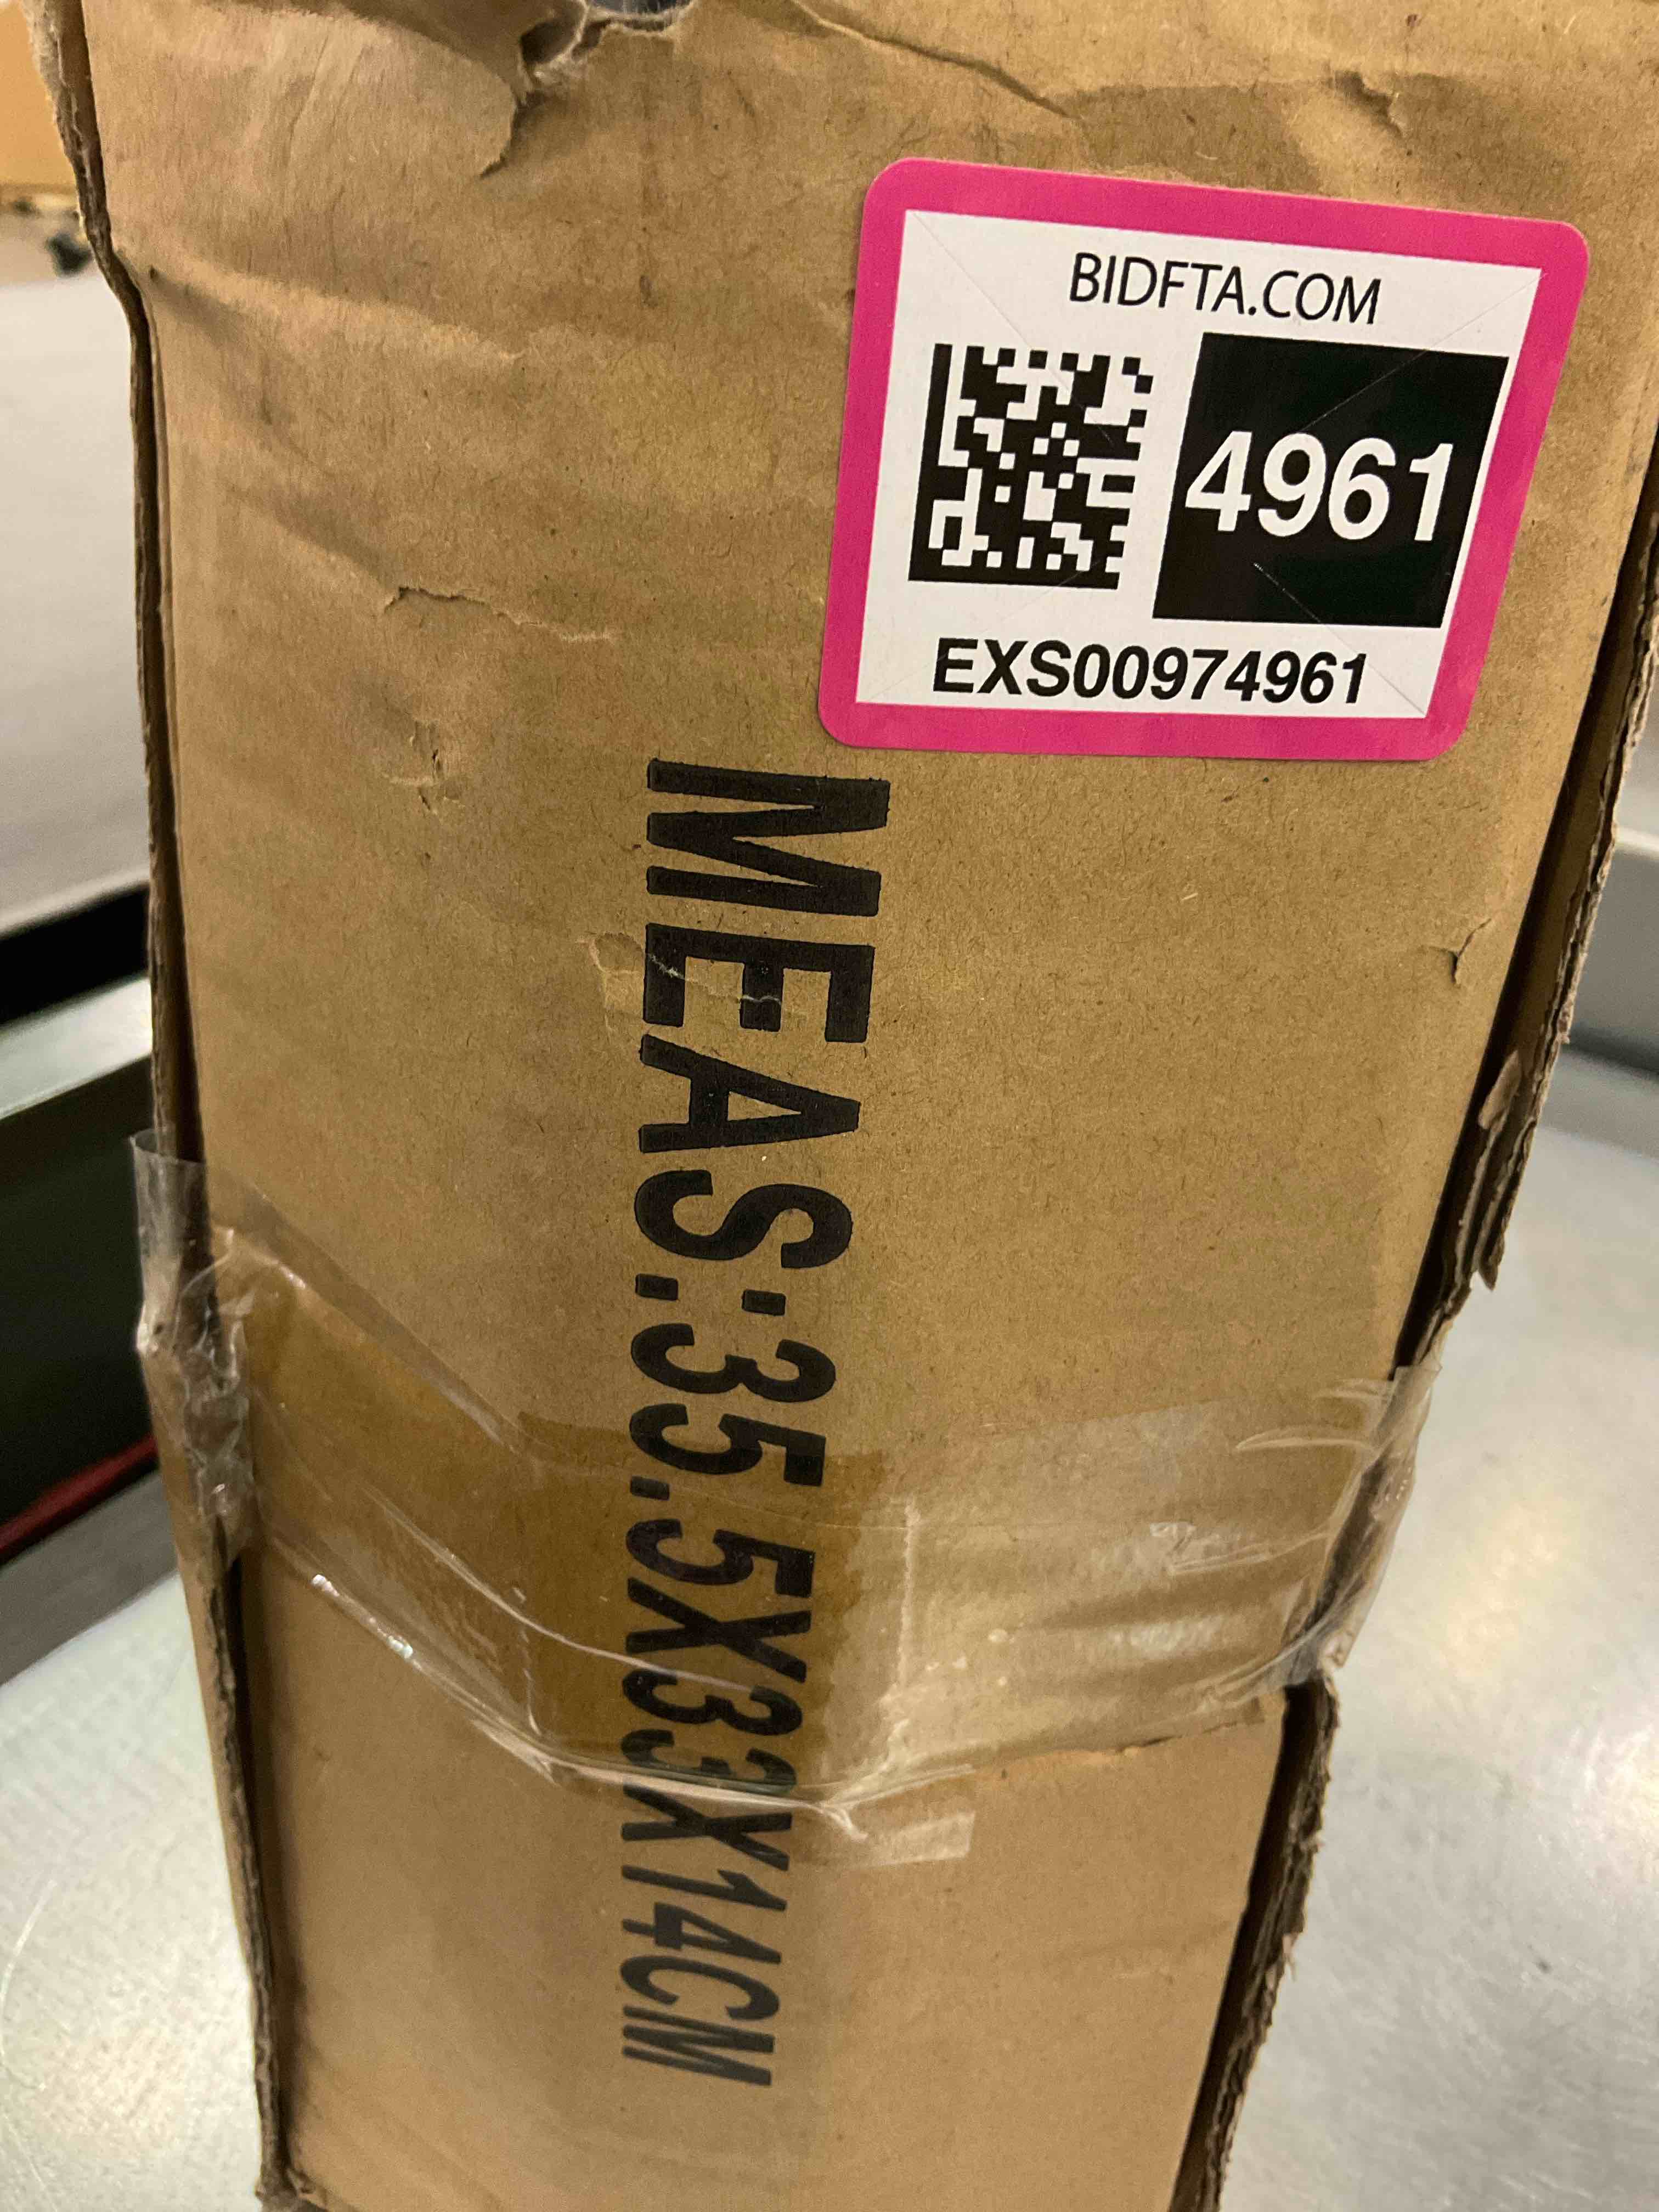 BIDFTA.COM
4961
EXS00974961
MEAS:35.5X33X14CM